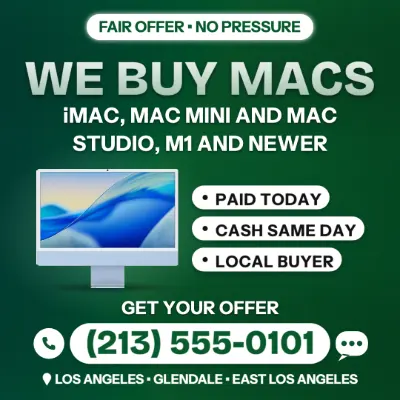 FAIR OFFER • NO PRESSURE
WE BUY MACS
iMAC, MAC MINI AND MAC
STUDIO, M1 AND NEWER
• PAID TODAY
• CASH SAME DAY
• LOCAL BUYER
GET YOUR OFFER
(213) 555-0101
LOS ANGELES • GLENDALE • EAST LOS ANGELES